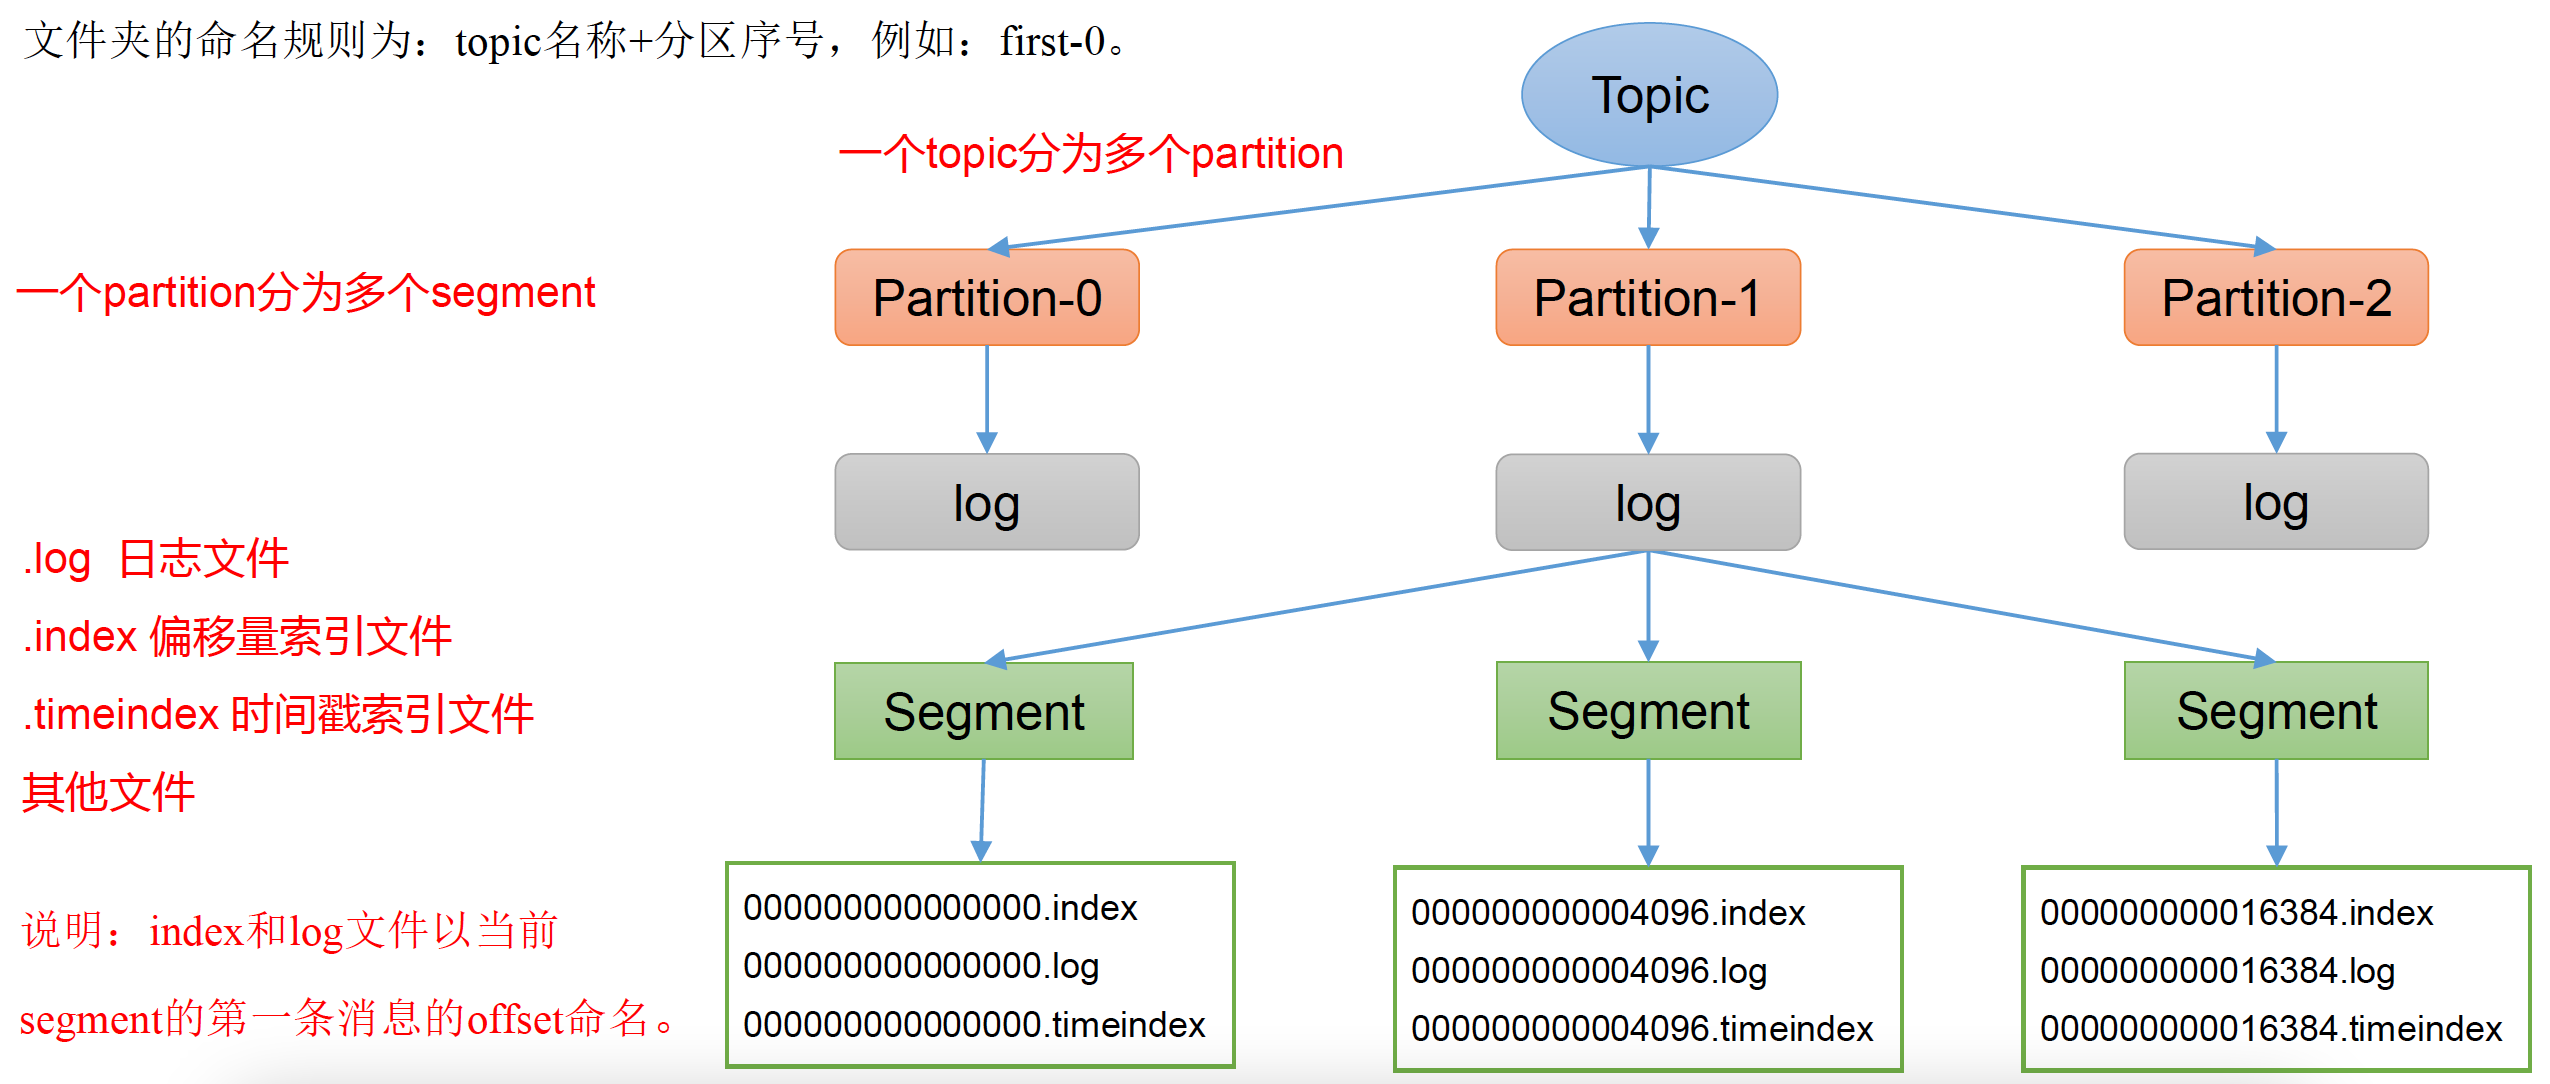 文件夹的命名规则为：topic名称+分区序号，例如：first-0。
Topic
一个topic分为多个partition
一个partition分为多个segment
Partition-0
Partition-1
Partition-2
log
log
log
.log 日志文件
.index 偏移量索引文件
.timeindex 时间戳索引文件
其他文件
Segment
Segment
Segment
说明：index和log文件以当前
segment的第一条消息的offset命名。
000000000000000.index
000000000000000.log
000000000000000.timeindex
000000000004096.index
000000000004096.log
000000000004096.timeindex
000000000016384.index
000000000016384.log
000000000016384.timeindex